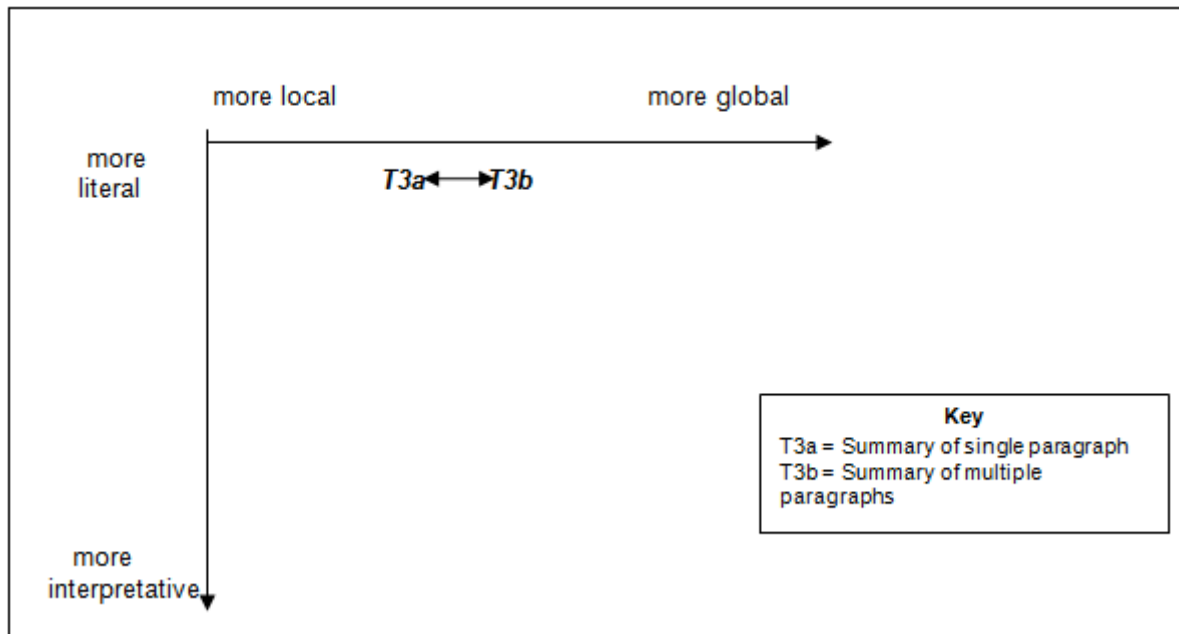 more local
more global
more
literal
T3a
T3b
Key
T3a = Summary of single paragraph
T3b = Summary of multiple
paragraphs
more
interpretative